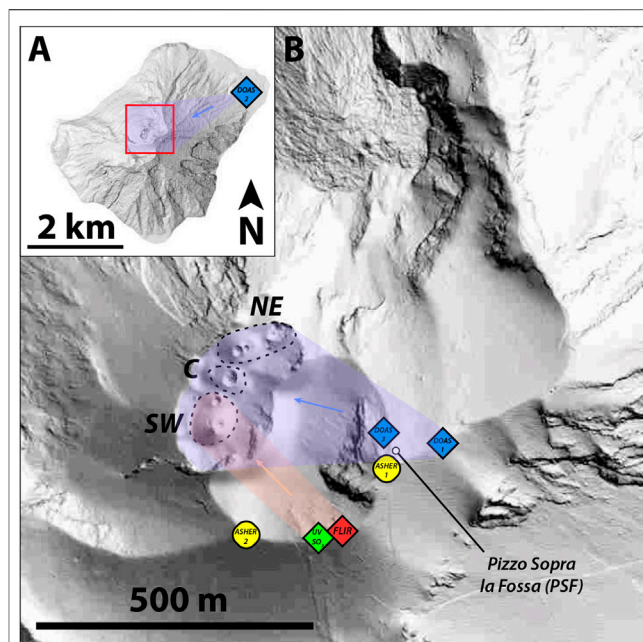 A
B
DOAS
2
2 km
N
NE
C
SW
DOAS
3
DOAS
1
ASHER
1
ASHER
2
UV
SO₂
FLIR
Pizzo Sopra
la Fossa (PSF)
500 m